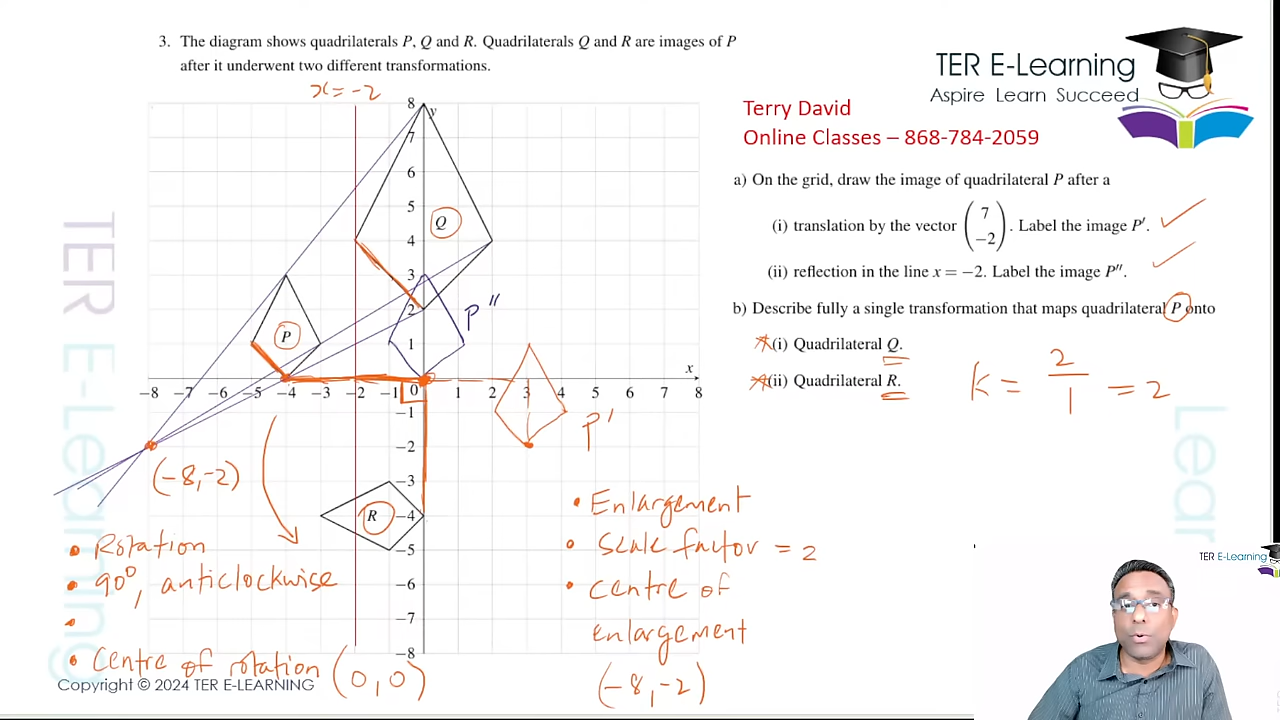 3. The diagram shows quadrilaterals P, Q and R. Quadrilaterals Q and R are images of P
after it underwent two different transformations.
x = -2
TER E-Learning
Aspire Learn Succeed
Terry David
Online Classes – 868-784-2059
a) On the grid, draw the image of quadrilateral P after a
(i) translation by the vector (7 −2). Label the image P′.
(ii) reflection in the line x = −2. Label the image P″.
b) Describe fully a single transformation that maps quadrilateral P onto
(i) Quadrilateral Q.
(ii) Quadrilateral R.
K = 2/1 = 2
y
8
7
6
5
4
3
2
1
x
−8 −7 −6 −5 −4 −3 −2 −1 0 1 2 3 4 5 6 7 8
−1
−2
−3
−4
−5
−6
−7
−8
Q
P
P"
P'
R
(-8,-2)
• Rotation
• 90°, anticlockwise
•
• Centre of rotation (0,0)
• Enlargement
• Scale factor = 2
• Centre of
enlargement
(-8,-2)
TER
Lear
TER E-Learning
Copyright © 2024 TER E-LEARNING